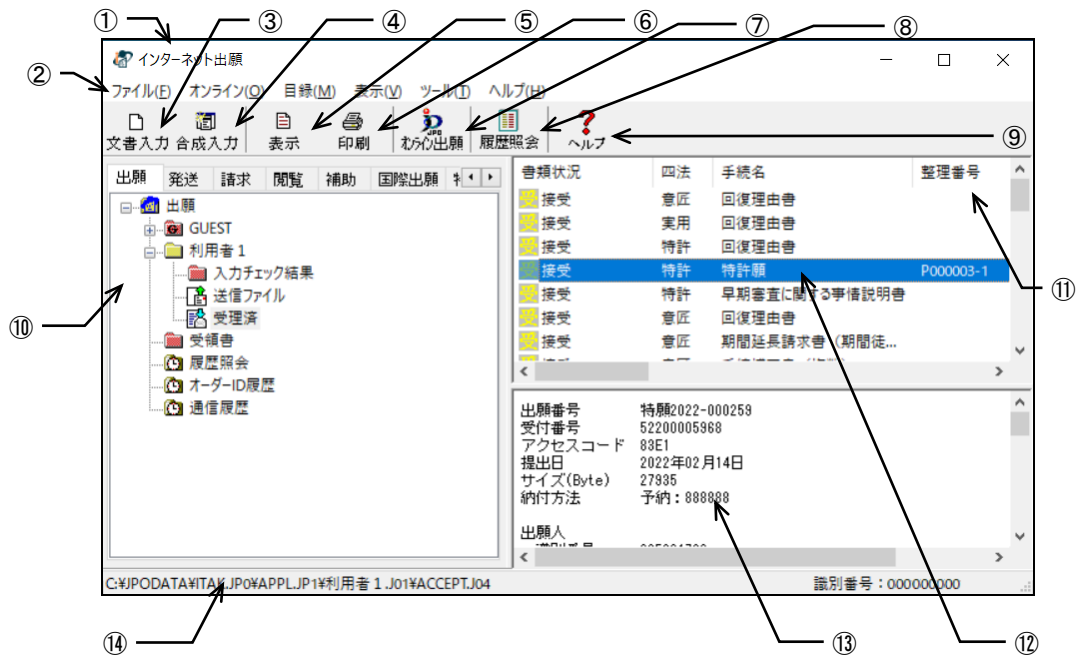 ① ③ ④ ⑤ ⑥ ⑦ ⑧
インターネット出願
②
ファイル(F) オンライン(O) 目録(M) 表示(V) ツール(T) ヘルプ(H)
文書入力 合成入力 表示 印刷 オンライン出願 履歴照会 ヘルプ
⑨
出願 発送 請求 閲覧 補助 国際出願
出願
GUEST
利用者1
入力チェック結果
送信ファイル
受理済
受領書
履歴照会
オーダーID履歴
通信履歴
⑩
書類状況 四法 手続名 整理番号
受 接受 意匠 回復理由書
受 接受 実用 回復理由書
受 接受 特許 回復理由書
受 接受 特許 特許願 P000003-1
受 接受 特許 早期審査に関する事情説明書
受 接受 意匠 回復理由書
受 接受 意匠 期間延長請求書（期間徒...
⑪
出願番号 特願2022-000259
受付番号 52200005968
アクセスコード 83E1
提出日 2022年02月14日
サイズ(Byte) 27935
納付方法 予納：888888
出願人
C:¥JPODATA¥ITAK.JP0¥APPL.JP1¥利用者1.J01¥ACCEPT.J04 識別番号：000000000
⑭ ⑬ ⑫